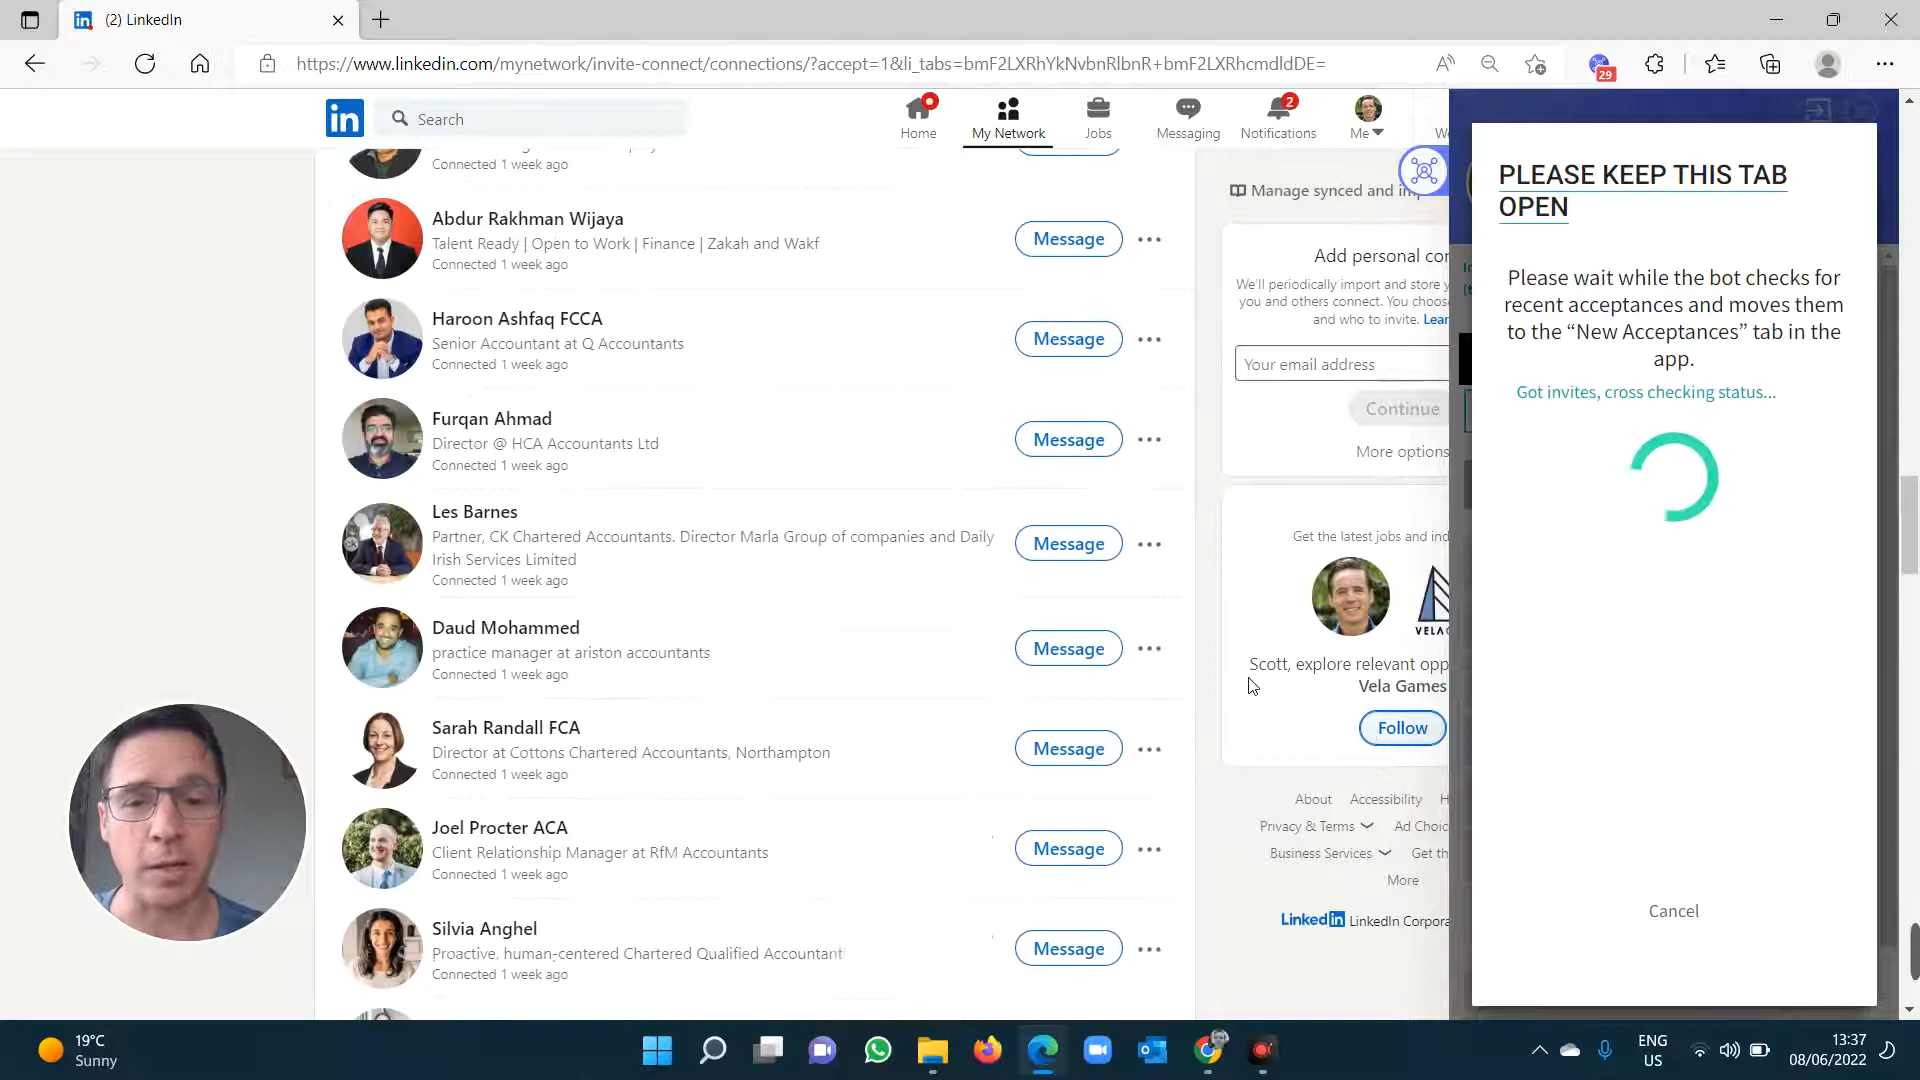 (2) LinkedIn
https://www.linkedin.com/mynetwork/invite-connect/connections/?accept=1&li_tabs=bmF2LXRhYkNvbnRlbnR+bmF2LXRhcmdldDE=
29
in
Search
Home
My Network
Jobs
Messaging
2
Notifications
Me
Connected 1 week ago
Abdur Rakhman Wijaya
Talent Ready | Open to Work | Finance | Zakah and Wakf
Connected 1 week ago
Message
Haroon Ashfaq FCCA
Senior Accountant at Q Accountants
Connected 1 week ago
Message
Furqan Ahmad
Director @ HCA Accountants Ltd
Connected 1 week ago
Message
Les Barnes
Partner, CK Chartered Accountants. Director Marla Group of companies and Daily
Irish Services Limited
Connected 1 week ago
Message
Daud Mohammed
practice manager at ariston accountants
Connected 1 week ago
Message
Sarah Randall FCA
Director at Cottons Chartered Accountants, Northampton
Connected 1 week ago
Message
Joel Procter ACA
Client Relationship Manager at RfM Accountants
Connected 1 week ago
Message
Silvia Anghel
Proactive, human-centered Chartered Qualified Accountant
Connected 1 week ago
Message
Manage synced and im
Add personal con
We'll periodically import and store y
you and others connect. You choos
and who to invite. Lear
Your email address
Continue
More options
Get the latest jobs and ind
Scott, explore relevant opp
Vela Games
Follow
About Accessibility H
Privacy & Terms Ad Choic
Business Services Get th
More
LinkedIn LinkedIn Corpora
PLEASE KEEP THIS TAB
OPEN
Please wait while the bot checks for
recent acceptances and moves them
to the “New Acceptances” tab in the
app.
Got invites, cross checking status...
Cancel
19°C
Sunny
ENG
US
13:37
08/06/2022